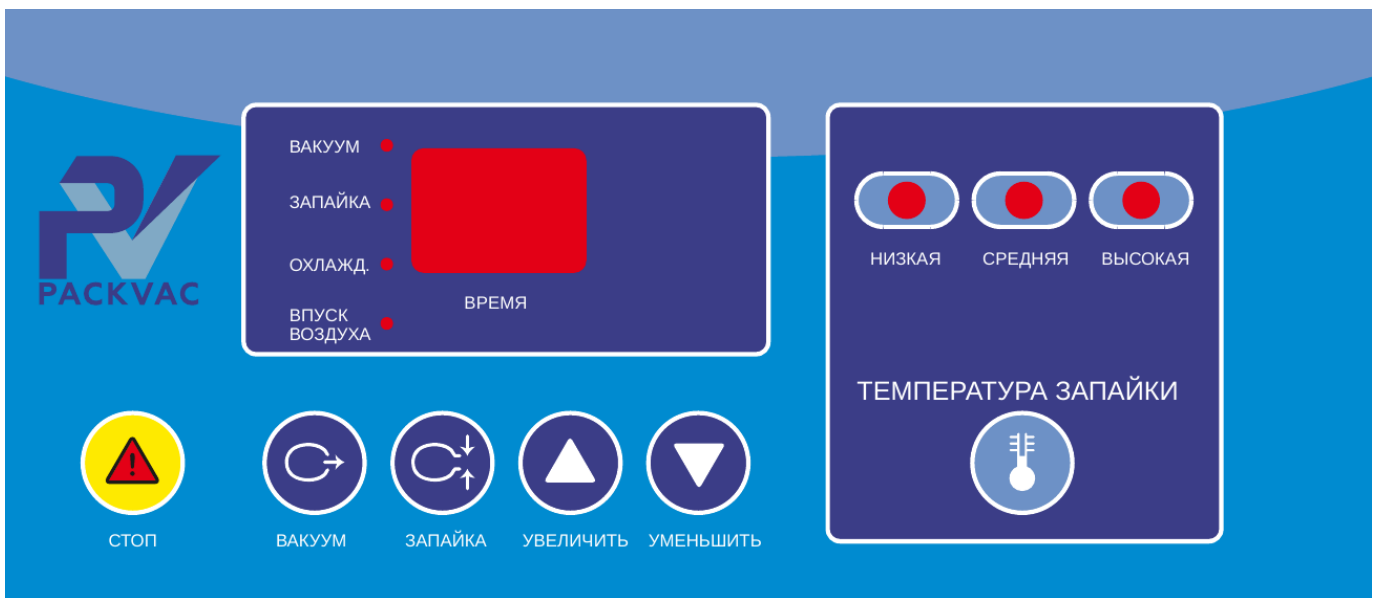 PACKVAC
ВАКУУМ
ЗАПАЙКА
ОХЛАЖД.
ВПУСК
ВОЗДУХА
ВРЕМЯ
НИЗКАЯ
СРЕДНЯЯ
ВЫСОКАЯ
ТЕМПЕРАТУРА ЗАПАЙКИ
СТОП
ВАКУУМ
ЗАПАЙКА
УВЕЛИЧИТЬ
УМЕНЬШИТЬ